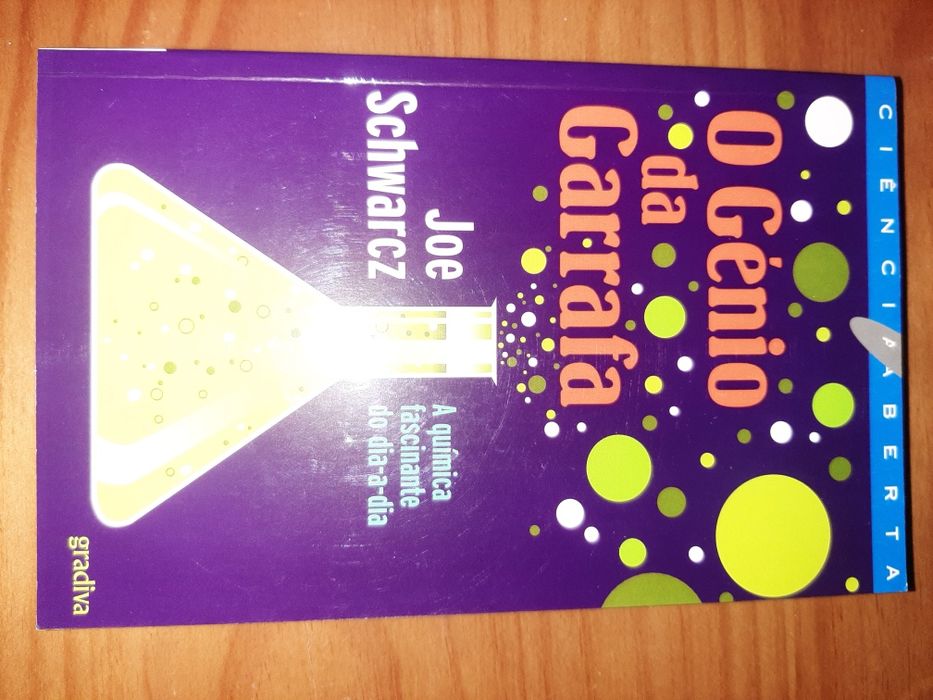 CIÊNCIA ABERTA
O Génio
da
Garrafa
Joe
Schwarcz
A química
fascinante
do dia-a-dia
gradiva